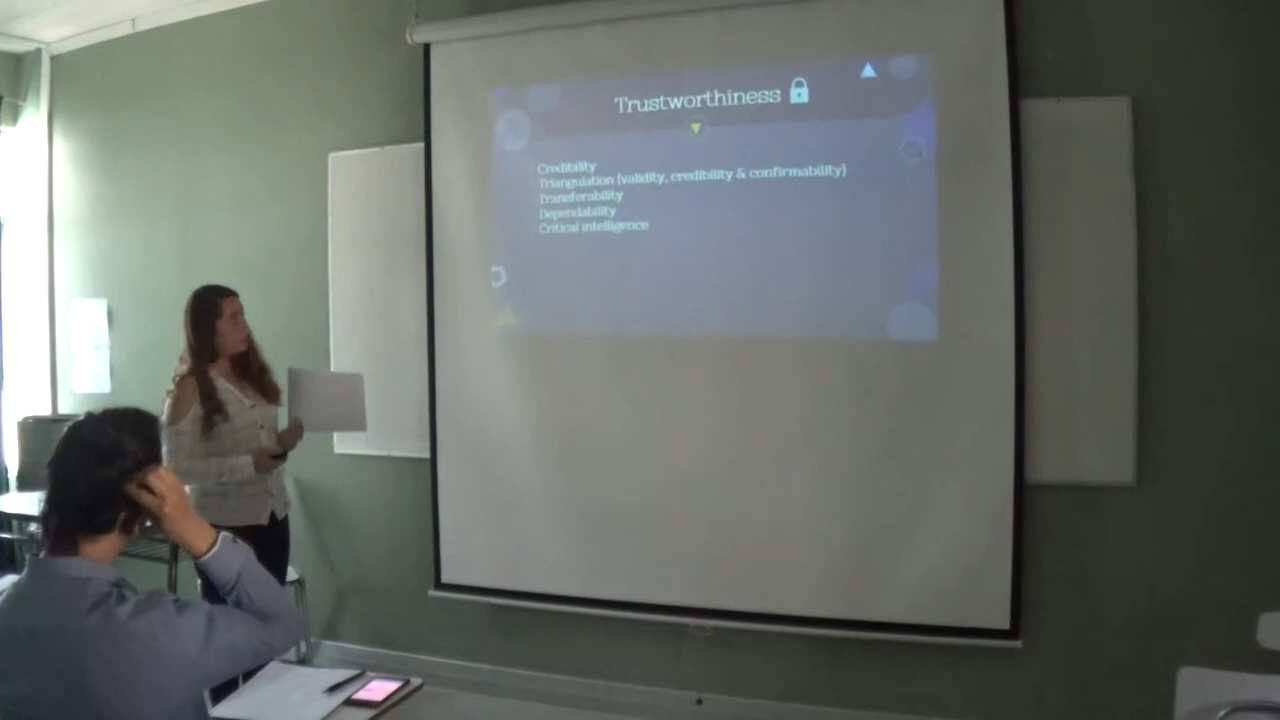 Trustworthiness
Credibility
Triangulation (validity, credibility & confirmability)
Transferability
Dependability
Critical intelligence